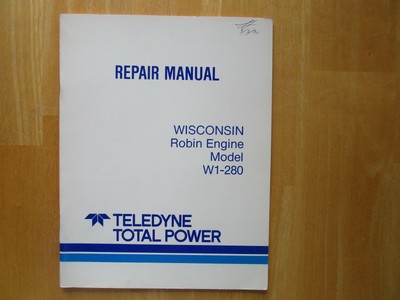 REPAIR MANUAL
WISCONSIN
Robin Engine
Model
W1-280
TELEDYNE
TOTAL POWER